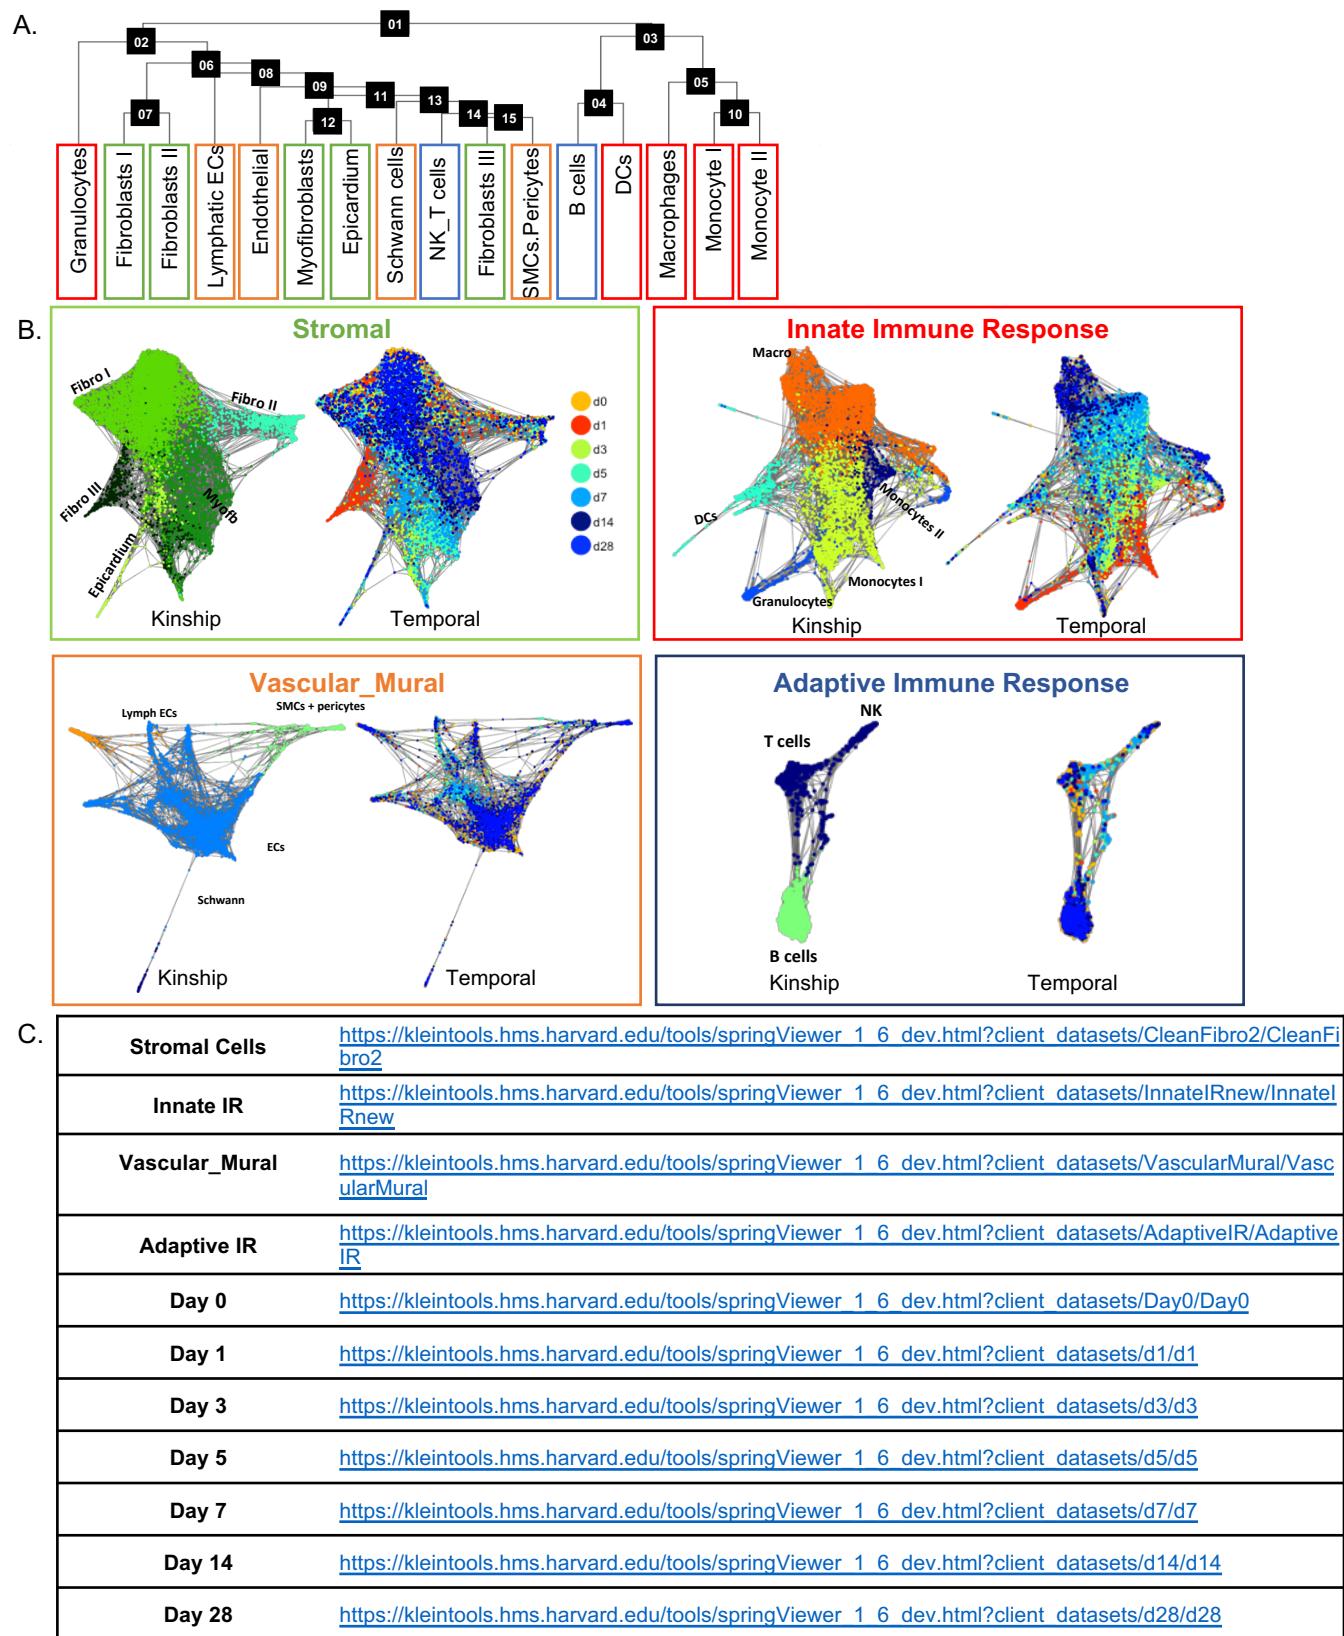 A.
01
02
03
06
08
09
11
13
14
15
05
04
10
07
12
Granulocytes
Fibroblasts I
Fibroblasts II
Lymphatic ECs
Endothelial
Myofibroblasts
Epicardium
Schwann cells
NK_T cells
Fibroblasts III
SMCs.Pericytes
B cells
DCs
Macrophages
Monocyte I
Monocyte II
B.
Stromal
Fibro I
Fibro II
Fibro III
Myofb
Epicardium
Kinship
Temporal
d0
d1
d3
d5
d7
d14
d28
Innate Immune Response
Macro
DCs
Monocytes II
Monocytes I
Granulocytes
Kinship
Temporal
Vascular_Mural
Lymph ECs
SMCs + pericytes
ECs
Schwann
Kinship
Temporal
Adaptive Immune Response
NK
T cells
B cells
Kinship
Temporal
C.
Stromal Cells
https://kleintools.hms.harvard.edu/tools/springViewer_1_6_dev.html?client_datasets/CleanFibro2/CleanFi
bro2
Innate IR
https://kleintools.hms.harvard.edu/tools/springViewer_1_6_dev.html?client_datasets/InnateIRnew/InnateI
Rnew
Vascular_Mural
https://kleintools.hms.harvard.edu/tools/springViewer_1_6_dev.html?client_datasets/VascularMural/Vasc
ularMural
Adaptive IR
https://kleintools.hms.harvard.edu/tools/springViewer_1_6_dev.html?client_datasets/AdaptiveIR/Adaptive
IR
Day 0
https://kleintools.hms.harvard.edu/tools/springViewer_1_6_dev.html?client_datasets/Day0/Day0
Day 1
https://kleintools.hms.harvard.edu/tools/springViewer_1_6_dev.html?client_datasets/d1/d1
Day 3
https://kleintools.hms.harvard.edu/tools/springViewer_1_6_dev.html?client_datasets/d3/d3
Day 5
https://kleintools.hms.harvard.edu/tools/springViewer_1_6_dev.html?client_datasets/d5/d5
Day 7
https://kleintools.hms.harvard.edu/tools/springViewer_1_6_dev.html?client_datasets/d7/d7
Day 14
https://kleintools.hms.harvard.edu/tools/springViewer_1_6_dev.html?client_datasets/d14/d14
Day 28
https://kleintools.hms.harvard.edu/tools/springViewer_1_6_dev.html?client_datasets/d28/d28